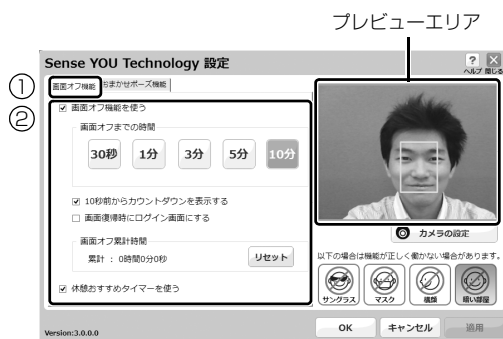 プレビューエリア
Sense YOU Technology 設定
ヘルプ 閉じる
① 画面オフ機能 おまかせポーズ機能
② 画面オフ機能を使う
画面オフまでの時間
30秒 1分 3分 5分 10分
10秒前からカウントダウンを表示する
画面復帰時にログイン画面にする
カメラの設定
画面オフ累計時間
累計 : 0時間0分0秒 リセット
以下の場合は機能が正しく働かない場合があります。
サングラス マスク 横顔 暗い部屋
休憩おすすめタイマーを使う
Version:3.0.0.0
OK キャンセル 適用